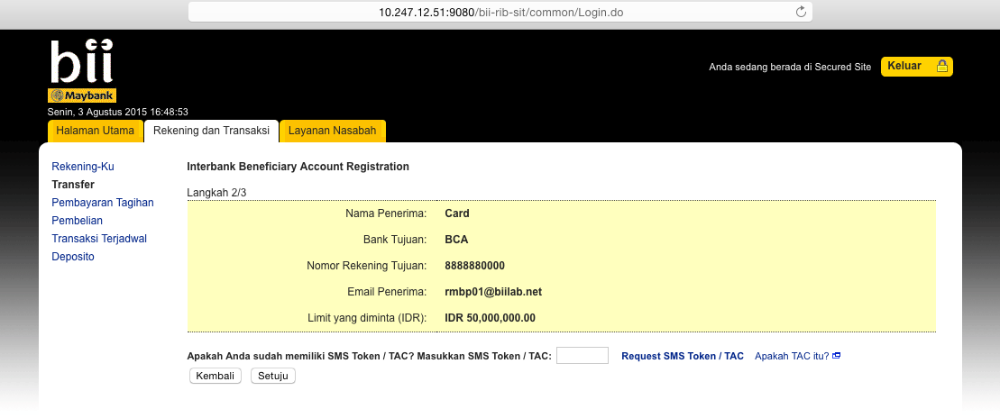 10.247.12.51:9080/bii-rib-sit/common/Login.do
bii
Maybank
Anda sedang berada di Secured Site Keluar
Senin, 3 Agustus 2015 16:48:53
Halaman Utama Rekening dan Transaksi Layanan Nasabah
Rekening-Ku
Transfer
Pembayaran Tagihan
Pembelian
Transaksi Terjadwal
Deposito
Interbank Beneficiary Account Registration
Langkah 2/3
Nama Penerima: Card
Bank Tujuan: BCA
Nomor Rekening Tujuan: 8888880000
Email Penerima: rmbp01@biilab.net
Limit yang diminta (IDR): IDR 50,000,000.00
Apakah Anda sudah memiliki SMS Token / TAC? Masukkan SMS Token / TAC: Request SMS Token / TAC Apakah TAC itu?
Kembali Setuju